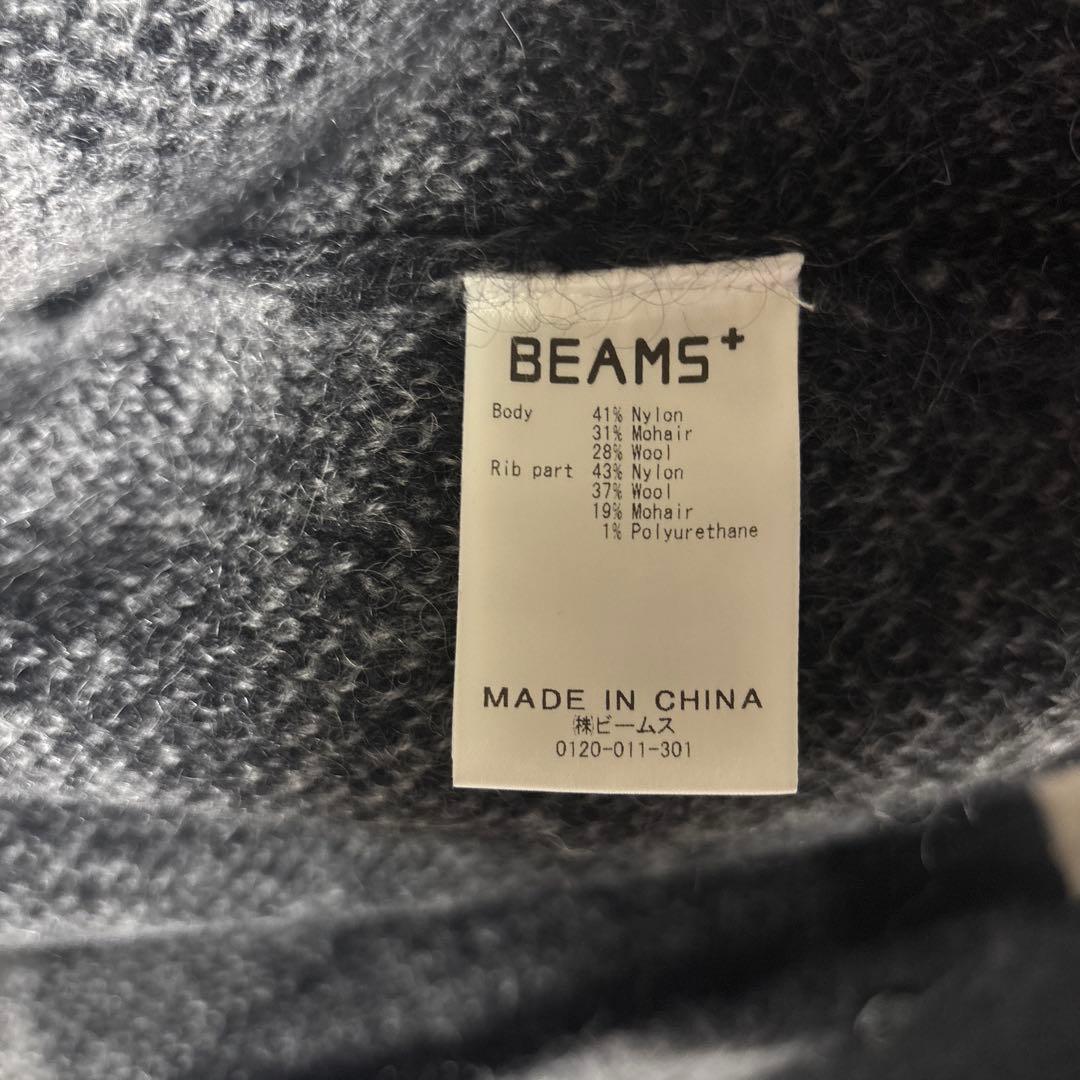 BEAMS+
Body 41% Nylon
31% Mohair
28% Wool
Rib part 43% Nylon
37% Wool
19% Mohair
1% Polyurethane
MADE IN CHINA
㈱ビームス
0120-011-301